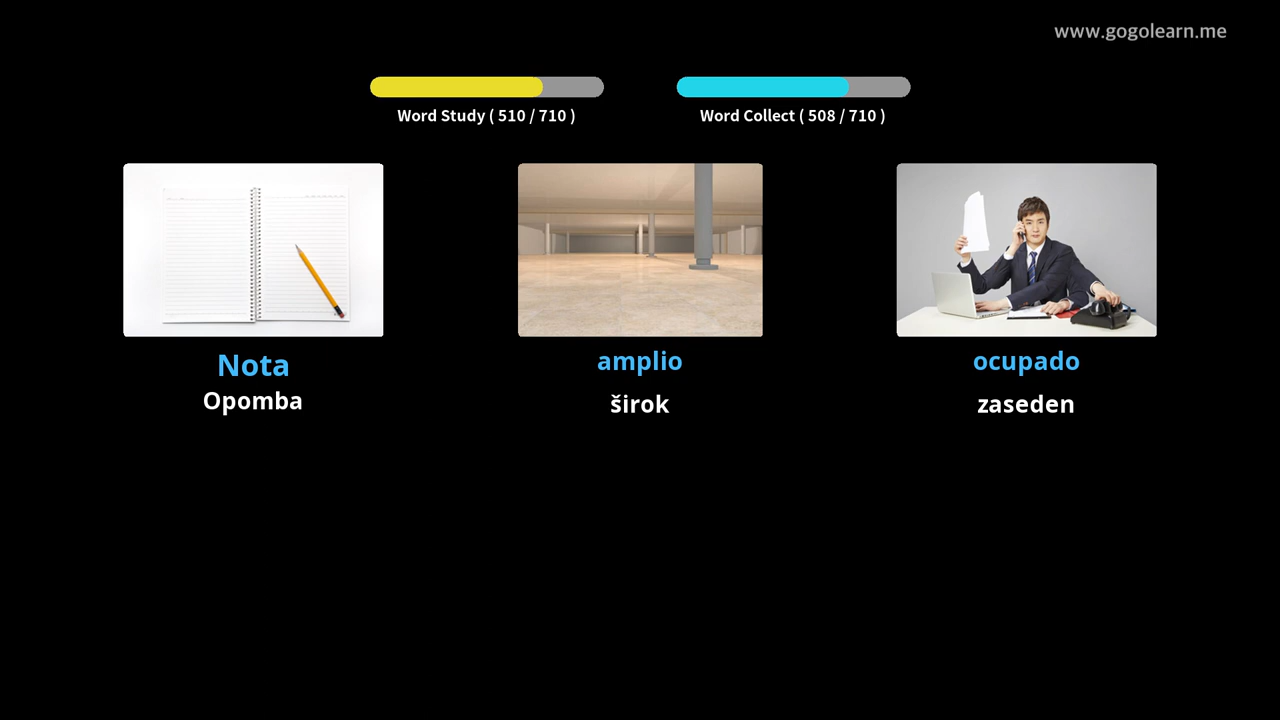 www.gogolearn.me
Word Study ( 510 / 710 )
Word Collect ( 508 / 710 )
Nota
Opomba
amplio
širok
ocupado
zaseden